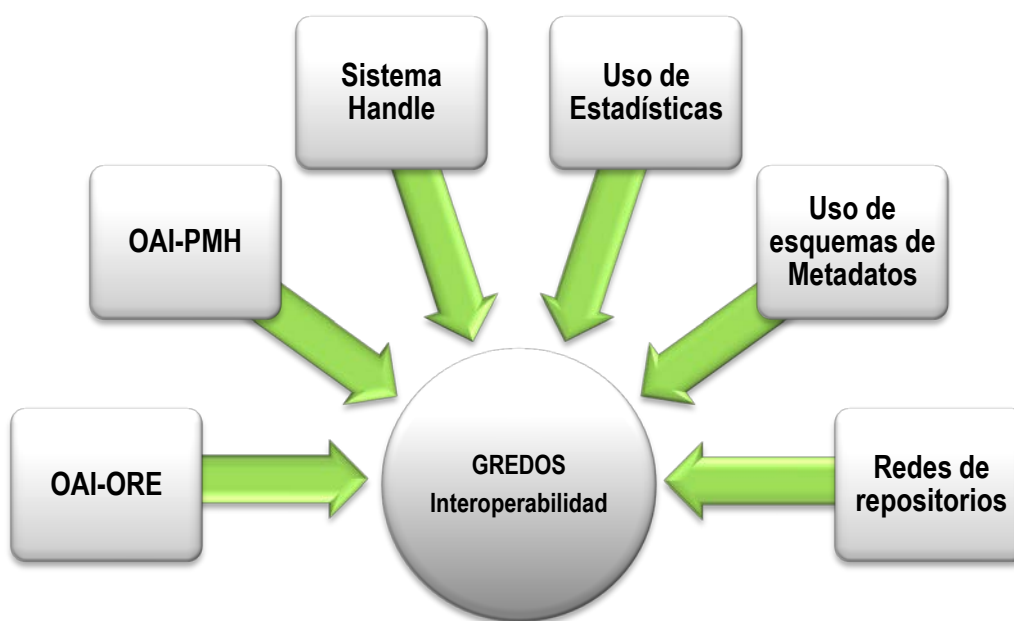 Sistema
Handle
Uso de
Estadísticas
OAI-PMH
Uso de
esquemas de
Metadatos
OAI-ORE
GREDOS
Interoperabilidad
Redes de
repositorios